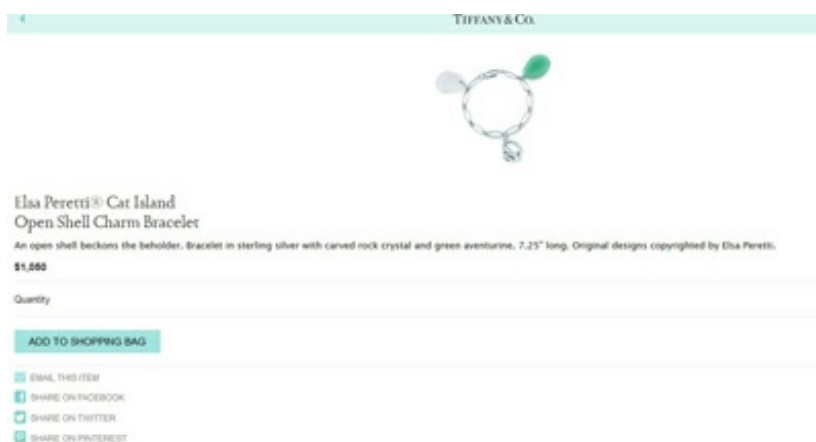 TIFFANY & CO.
Elsa Peretti® Cat Island
Open Shell Charm Bracelet
An open shell beckons the beholder. Bracelet in sterling silver with carved rock crystal and green aventurine. 7.25" long. Original designs copyrighted by Elsa Peretti.
$1,060
Quantity
ADD TO SHOPPING BAG
EMAIL THIS ITEM
SHARE ON FACEBOOK
SHARE ON TWITTER
SHARE ON PINTEREST